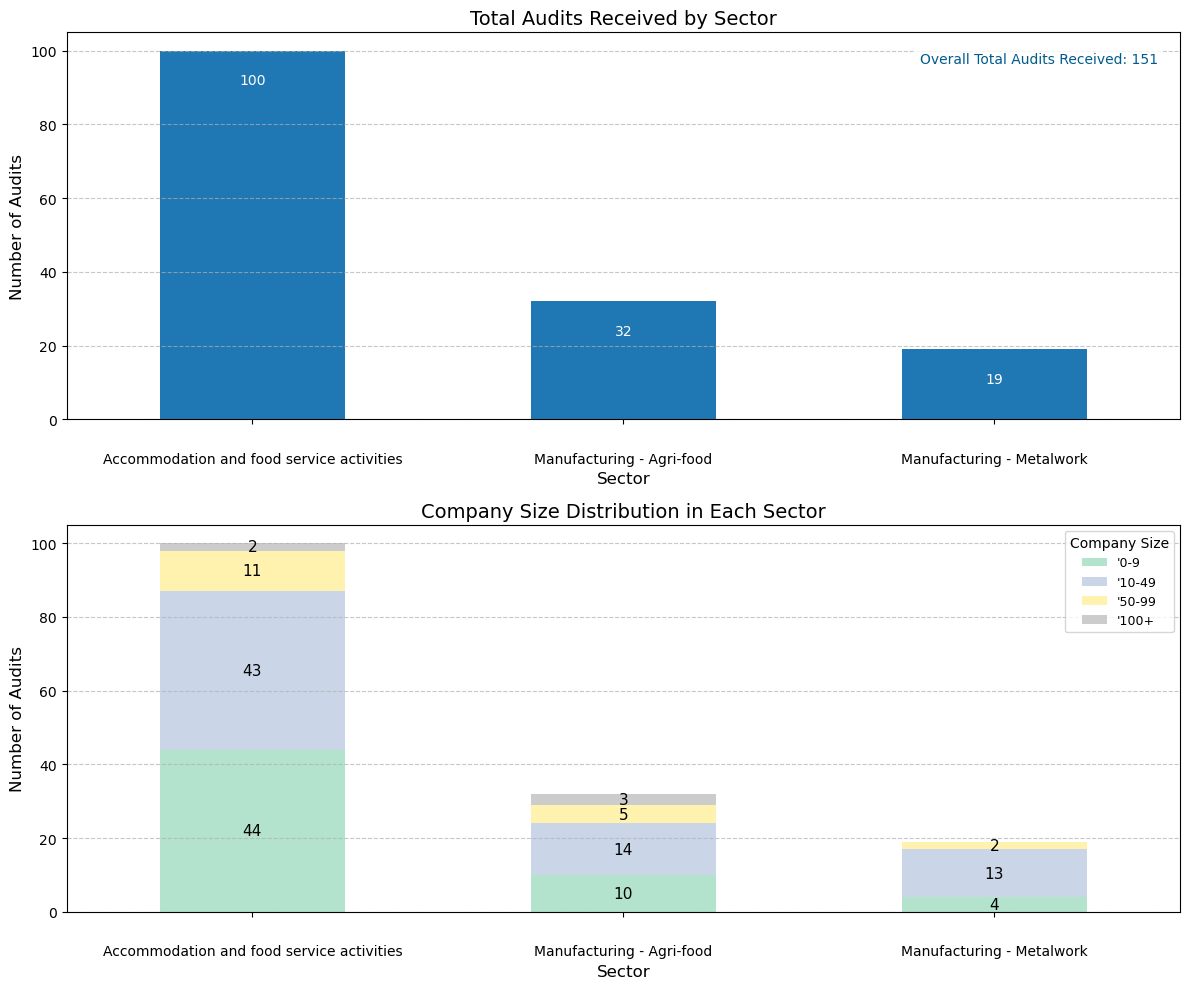 Total Audits Received by Sector
Overall Total Audits Received: 151
Number of Audits
100
80
60
40
20
0
100
32
19
Accommodation and food service activities
Manufacturing - Agri-food
Manufacturing - Metalwork
Sector
Company Size Distribution in Each Sector
Company Size
'0-9
'10-49
'50-99
'100+
Number of Audits
100
80
60
40
20
0
2
11
43
44
3
5
14
10
2
13
4
Accommodation and food service activities
Manufacturing - Agri-food
Manufacturing - Metalwork
Sector